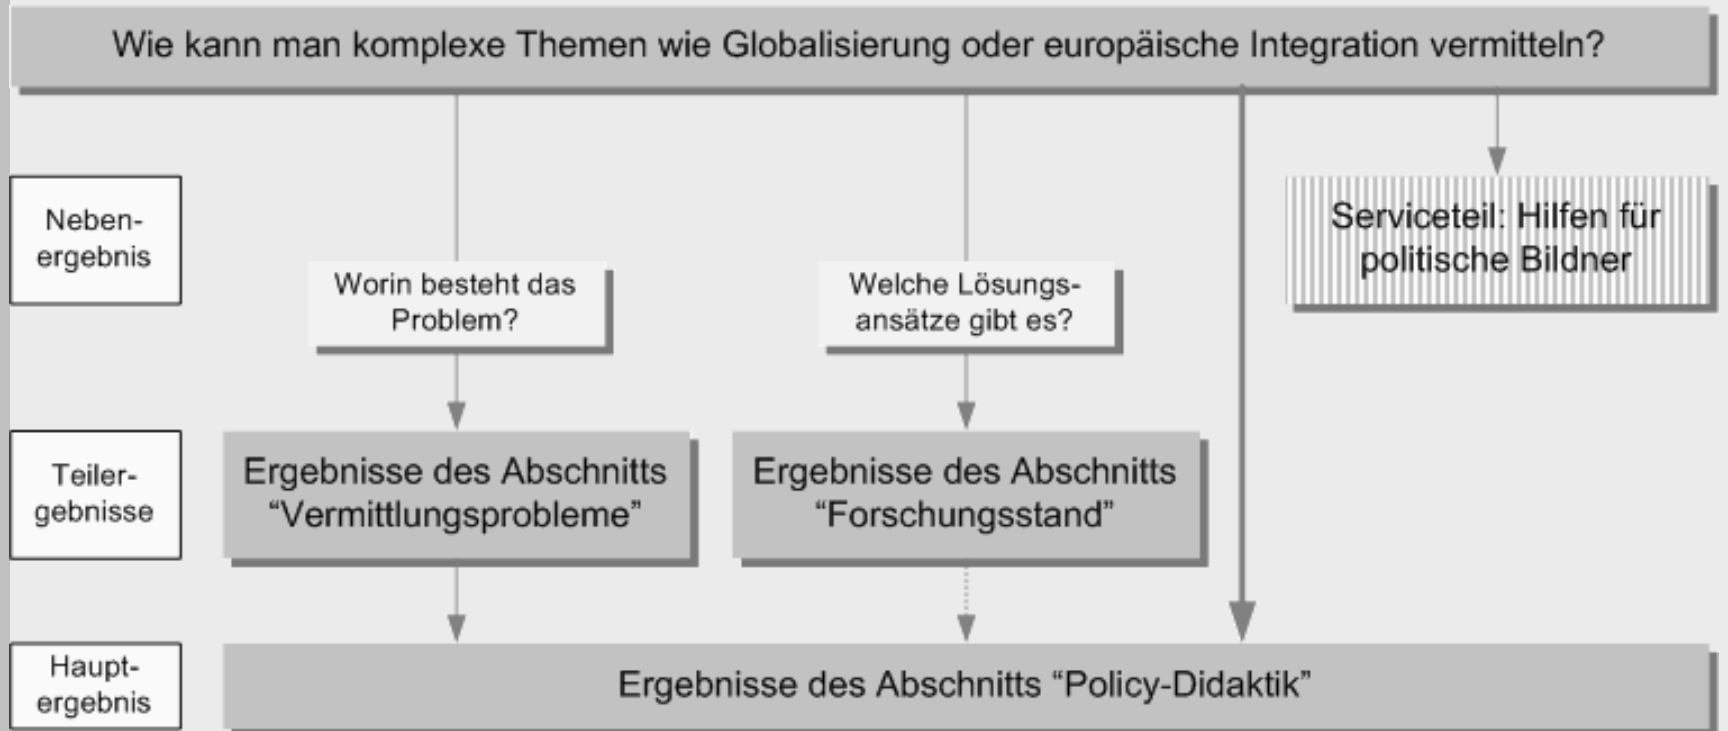 Wie kann man komplexe Themen wie Globalisierung oder europäische Integration vermitteln?
Neben-
ergebnis
Worin besteht das
Problem?
Welche Lösungs-
ansätze gibt es?
Serviceteil: Hilfen für
politische Bildner
Teiler-
gebnisse
Ergebnisse des Abschnitts
“Vermittlungsprobleme”
Ergebnisse des Abschnitts
“Forschungsstand”
Haupt-
ergebnis
Ergebnisse des Abschnitts “Policy-Didaktik”